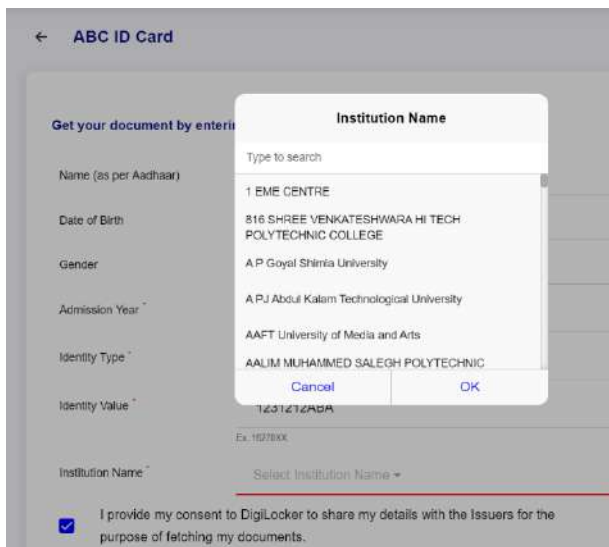 ← ABC ID Card
Get your document by enterin
Institution Name
Type to search
1 EME CENTRE
816 SHREE VENKATESHWARA HI TECH
POLYTECHNIC COLLEGE
A P Goyal Shimla University
A PJ Abdul Kalam Technological University
AAFT University of Media and Arts
AALIM MUHAMMED SALEGH POLYTECHNIC
Cancel OK
Name (as per Aadhaar)
Date of Birth
Gender
Admission Year *
Identity Type *
Identity Value * 1231212ABA
Ex. 16278XX
Institution Name * Select Institution Name
I provide my consent to DigiLocker to share my details with the Issuers for the
purpose of fetching my documents.